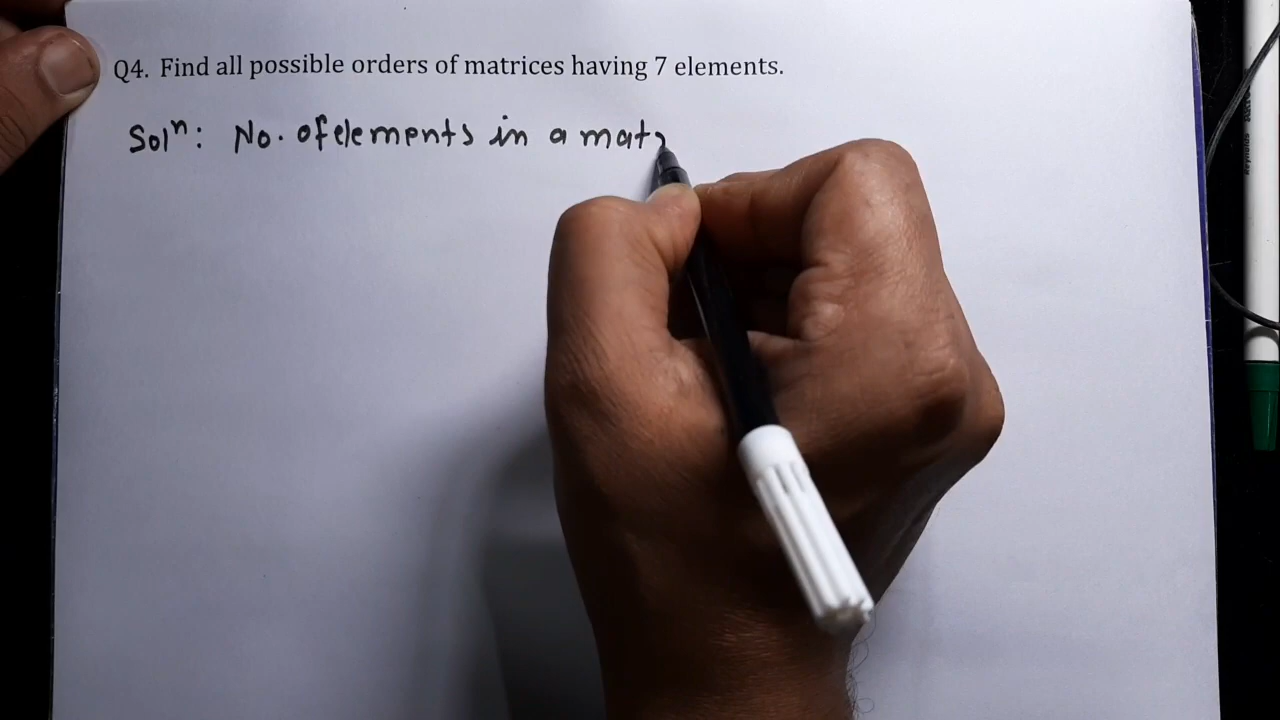 Q4. Find all possible orders of matrices having 7 elements.
Solⁿ: No. of elements in a mat